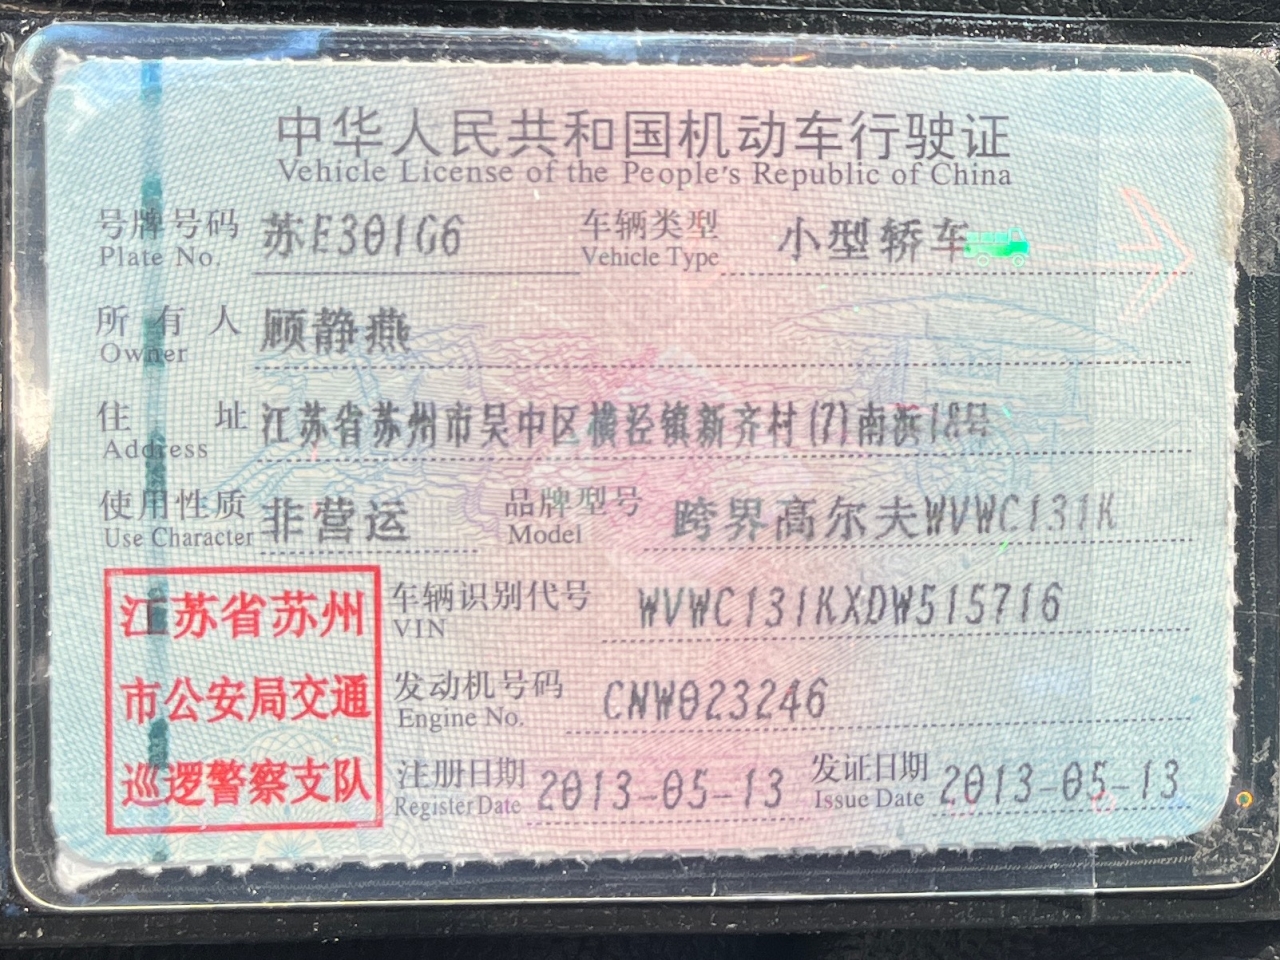 中华人民共和国机动车行驶证
Vehicle License of the People's Republic of China
号牌号码 苏E301G6 车辆类型 小型轿车
Plate No. Vehicle Type
所有人 顾静燕
Owner
住址 江苏省苏州市吴中区横泾镇新齐村(7)南浜18号
Address
使用性质 非营运 品牌型号 跨界高尔夫WVWC131K
Use Character Model
江苏省苏州
市公安局交通
巡逻警察支队
车辆识别代号 WVWC131KXDW515716
VIN
发动机号码 CNW023246
Engine No.
注册日期 2013-05-13 发证日期 2013-05-13
Register Date Issue Date